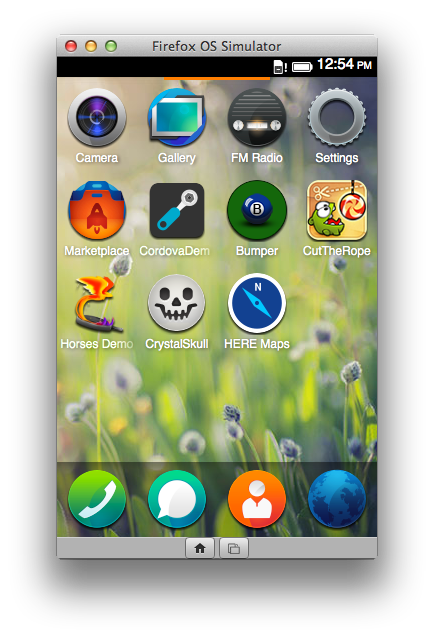 Firefox OS Simulator
12:54 PM
Camera Gallery FM Radio Settings
Marketplace CordovaDem Bumper CutTheRope
Horses Demo CrystalSkull HERE Maps
B
N